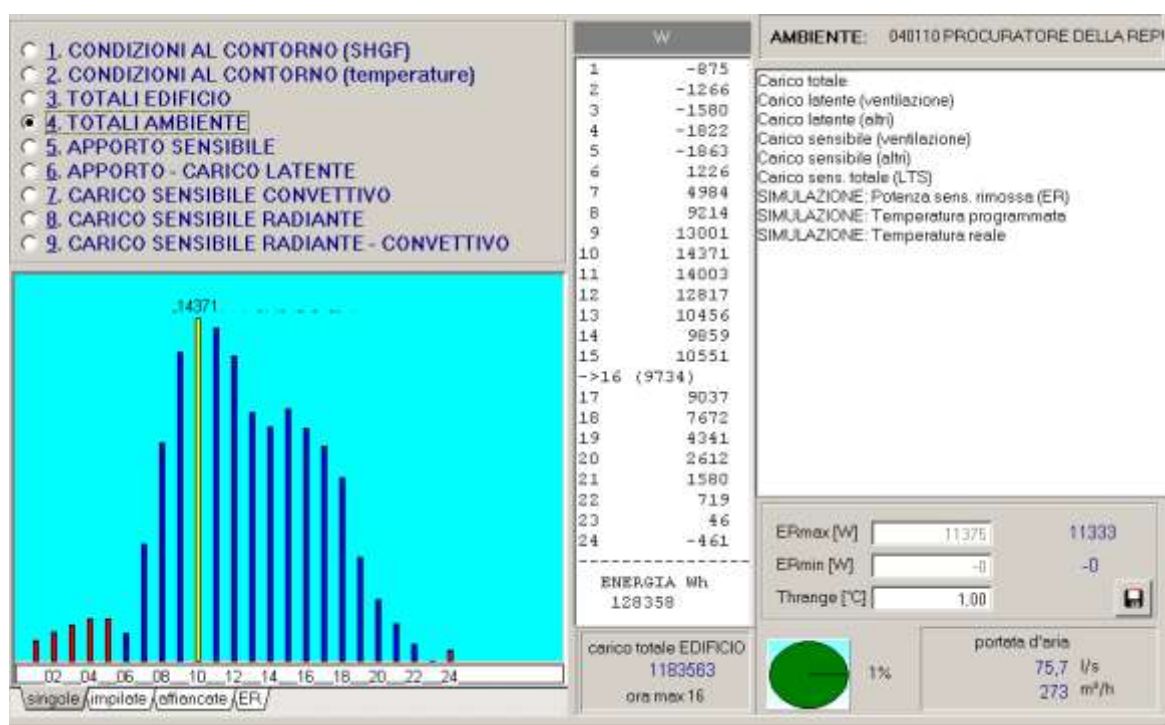 1. CONDIZIONI AL CONTORNO (SHGF)
2. CONDIZIONI AL CONTORNO (temperature)
3. TOTALI EDIFICIO
4. TOTALI AMBIENTE
5. APPORTO SENSIBILE
6. APPORTO - CARICO LATENTE
7. CARICO SENSIBILE CONVETTIVO
8. CARICO SENSIBILE RADIANTE
9. CARICO SENSIBILE RADIANTE - CONVETTIVO
14371
02 04 06 08 10 12 14 16 18 20 22 24
singole impilate affiancate ER
W
1 -875
2 -1266
3 -1580
4 -1822
5 -1863
6 1226
7 4984
8 9214
9 13001
10 14371
11 14003
12 12817
13 10456
14 9859
15 10551
->16 (9734)
17 9037
18 7672
19 4341
20 2612
21 1580
22 719
23 46
24 -461
ENERGIA Wh
128358
carico totale EDIFICIO
1183563
ora max 16
AMBIENTE: 040110 PROCURATORE DELLA REP
Carico totale
Carico latente (ventilazione)
Carico latente (altri)
Carico sensibile (ventilazione)
Carico sensibile (altri)
Carico sens. totale (LTS)
SIMULAZIONE: Potenza sens. rimossa (ER)
SIMULAZIONE: Temperatura programmata
SIMULAZIONE: Temperatura reale
ERmax [W] 11375 11333
ERmin [W] -0 -0
Thrange [°C] 1,00
1%
portata d'aria
75,7 l/s
273 m³/h